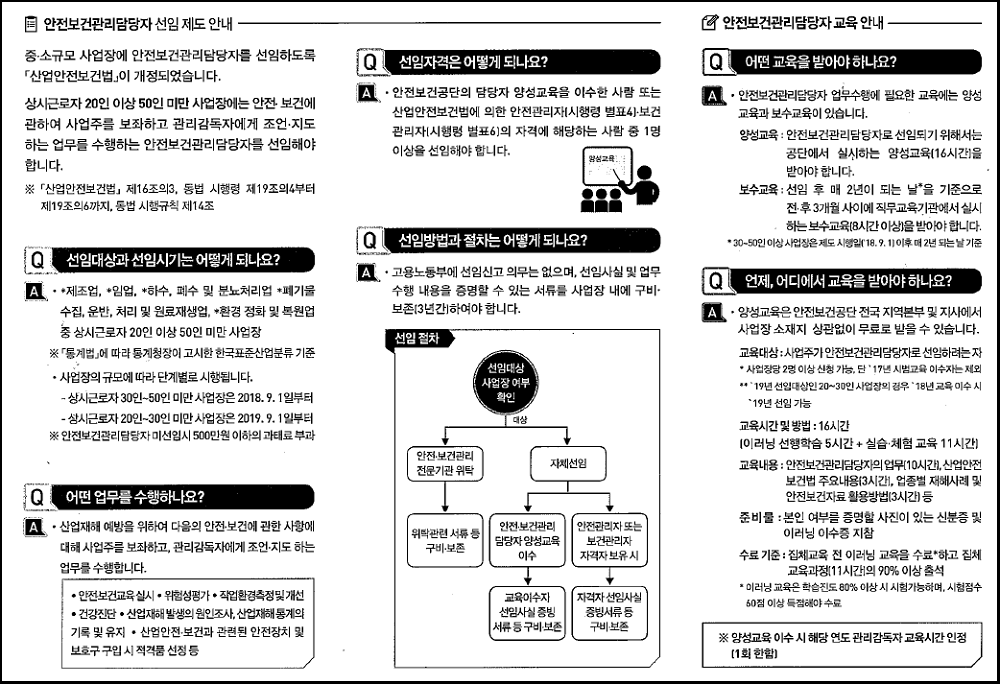 안전보건관리담당자 선임 제도 안내
중·소규모 사업장에 안전보건관리담당자를 선임하도록
「산업안전보건법」이 개정되었습니다.
상시근로자 20인 이상 50인 미만 사업장에는 안전·보건에
관하여 사업주를 보좌하고 관리감독자에게 조언·지도
하는 업무를 수행하는 안전보건관리담당자를 선임해야
합니다.
※ 「산업안전보건법」 제16조의3, 동법 시행령 제19조의4부터
제19조의6까지, 동법 시행규칙 제14조
Q 선임대상과 선임시기는 어떻게 되나요?
A · *제조업, *임업, *하수, 폐수 및 분뇨처리업 *폐기물
수집, 운반, 처리 및 원료재생업, *환경 정화 및 복원업
중 상시근로자 20인 이상 50인 미만 사업장
※ 「통계법」에 따라 통계청장이 고시한 한국표준산업분류 기준
· 사업장의 규모에 따라 단계별로 시행됩니다.
- 상시근로자 30인~50인 미만 사업장은 2018. 9. 1일부터
- 상시근로자 20인~30인 미만 사업장은 2019. 9. 1일부터
※ 안전보건관리담당자 미선임시 500만원 이하의 과태료 부과
Q 어떤 업무를 수행하나요?
A · 산업재해 예방을 위하여 다음의 안전·보건에 관한 사항에
대해 사업주를 보좌하고, 관리감독자에게 조언·지도 하는
업무를 수행합니다.
• 안전보건교육 실시 • 위험성평가 • 작업환경측정 및 개선
• 건강진단 • 산업재해 발생의 원인조사, 산업재해 통계의
기록 및 유지 • 산업안전·보건과 관련된 안전장치 및
보호구 구입 시 적격품 선정 등
Q 선임자격은 어떻게 되나요?
A · 안전보건공단의 담당자 양성교육을 이수한 사람 또는
산업안전보건법에 의한 안전관리자(시행령 별표4)·보건
관리자(시행령 별표6)의 자격에 해당하는 사람 중 1명
이상을 선임해야 합니다.
양성교육
Q 선임방법과 절차는 어떻게 되나요?
A · 고용노동부에 선임신고 의무는 없으며, 선임사실 및 업무
수행 내용을 증명할 수 있는 서류를 사업장 내에 구비·
보존(3년간)하여야 합니다.
선임 절차
선임대상
사업장 여부
확인
대상
안전·보건관리
전문기관 위탁
자체선임
위탁관련 서류 등
구비·보존
안전·보건관리
담당자 양성교육
이수
안전관리자 또는
보건관리자
자격자 보유 시
교육이수자
선임사실 증빙
서류 등 구비·보존
자격자 선임사실
증빙서류 등
구비·보존
안전보건관리담당자 교육 안내
Q 어떤 교육을 받아야 하나요?
A · 안전보건관리담당자 업무수행에 필요한 교육에는 양성
교육과 보수교육이 있습니다.
양성교육 : 안전보건관리담당자로 선임되기 위해서는
공단에서 실시하는 양성교육(16시간)을
받아야 합니다.
보수교육 : 선임 후 매 2년이 되는 날*을 기준으로
전·후 3개월 사이에 직무교육기관에서 실시
하는 보수교육(8시간 이상)을 받아야 합니다.
* 30~50인 이상 사업장은 제도 시행일('18. 9. 1) 이후 매 2년 되는 날 기준
Q 언제, 어디에서 교육을 받아야 하나요?
A · 양성교육은 안전보건공단 전국 지역본부 및 지사에서
사업장 소재지 상관없이 무료로 받을 수 있습니다.
교육대상 : 사업주가 안전보건관리담당자로 선임하려는 자
* 사업장당 2명 이상 신청 가능, 단 `17년 시범교육 이수자는 제외
** `19년 선임대상인 20~30인 사업장의 경우 `18년 교육 이수 시
`19년 선임 가능
교육시간 및 방법 : 16시간
(이러닝 선행학습 5시간 + 실습·체험 교육 11시간)
교육내용 : 안전보건관리담당자의 업무(10시간), 산업안전
보건법 주요내용(3시간), 업종별 재해사례 및
안전보건자료 활용방법(3시간) 등
준 비 물 : 본인 여부를 증명할 사진이 있는 신분증 및
이러닝 이수증 지참
수료 기준 : 집체교육 전 이러닝 교육을 수료*하고 집체
교육과정(11시간)의 90% 이상 출석
* 이러닝 교육은 학습진도 80% 이상 시 시험가능하며, 시험점수
60점 이상 득점해야 수료
※ 양성교육 이수 시 해당 연도 관리감독자 교육시간 인정
(1회 한함)